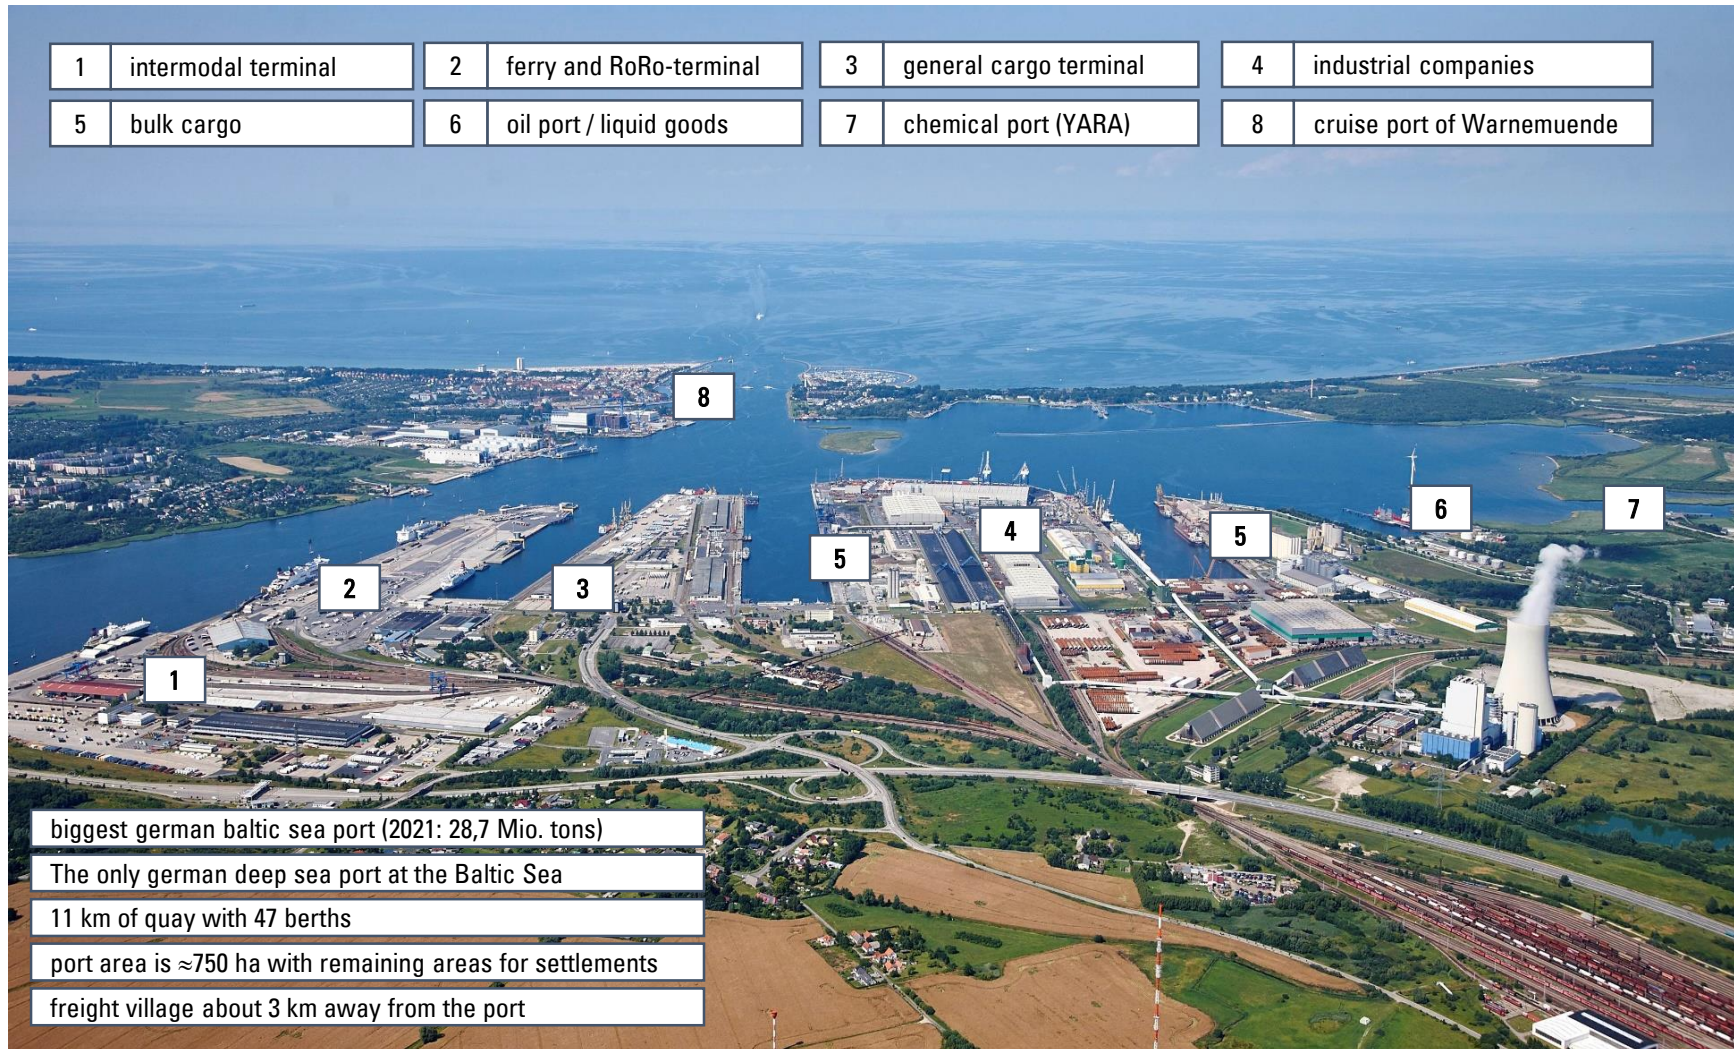 1 intermodal terminal
2 ferry and RoRo-terminal
3 general cargo terminal
4 industrial companies
5 bulk cargo
6 oil port / liquid goods
7 chemical port (YARA)
8 cruise port of Warnemuende
8
6
7
5
4
5
2
3
1
biggest german baltic sea port (2021: 28,7 Mio. tons)
The only german deep sea port at the Baltic Sea
11 km of quay with 47 berths
port area is ≈750 ha with remaining areas for settlements
freight village about 3 km away from the port